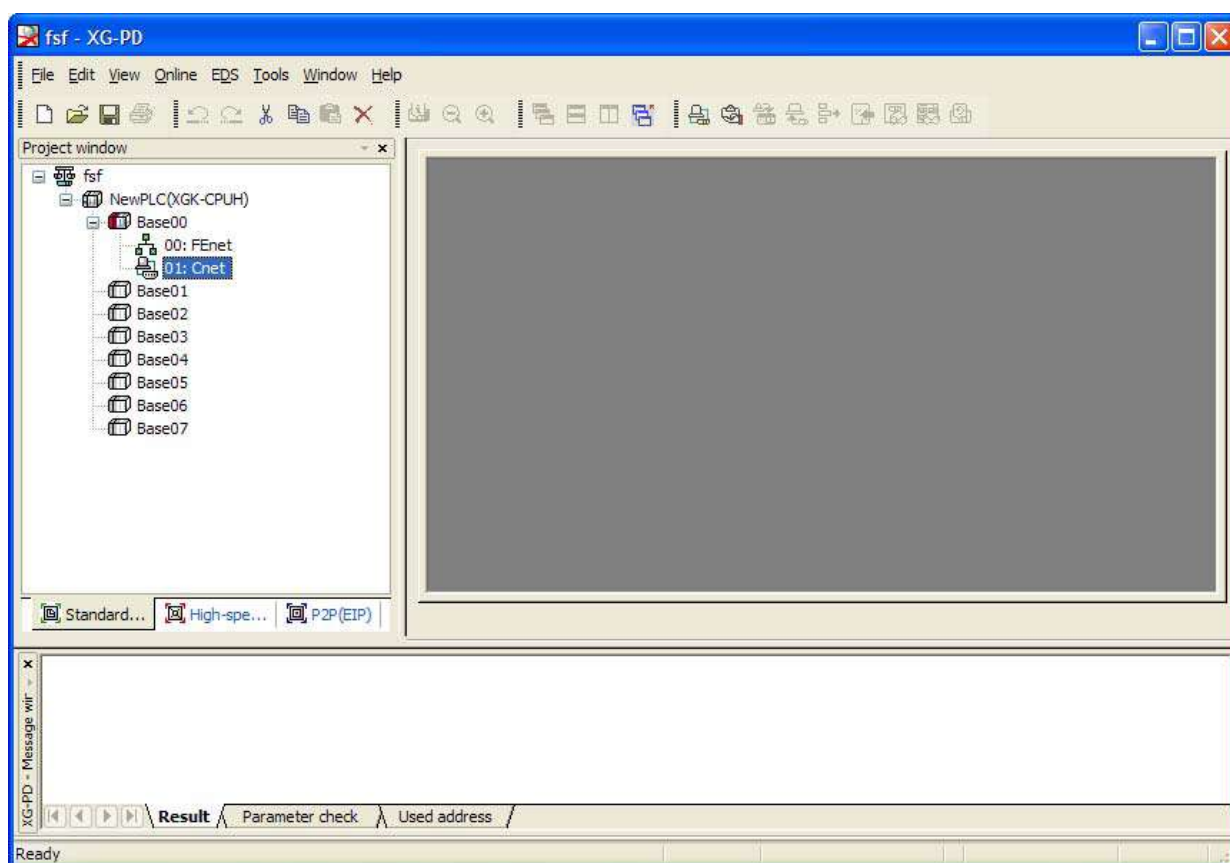 fsf - XG-PD
File Edit View Online EDS Tools Window Help
Project window
fsf
NewPLC(XGK-CPUH)
Base00
00: FEnet
01: Cnet
Base01
Base02
Base03
Base04
Base05
Base06
Base07
Standard... High-spe... P2P(EIP)
XG-PD - Message wir
Result Parameter check Used address
Ready